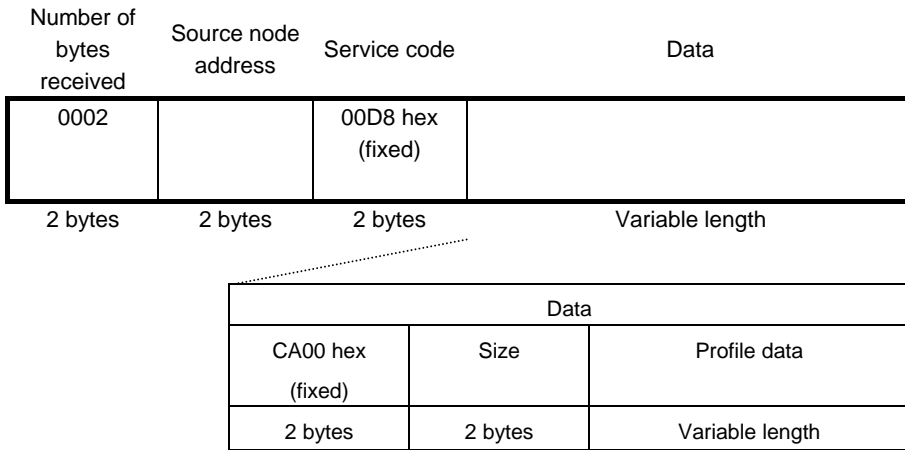 Number of
bytes
received
Source node
address
Service code
Data
0002
00D8 hex
(fixed)
2 bytes
2 bytes
2 bytes
Variable length
Data
CA00 hex
(fixed)
Size
Profile data
2 bytes
2 bytes
Variable length